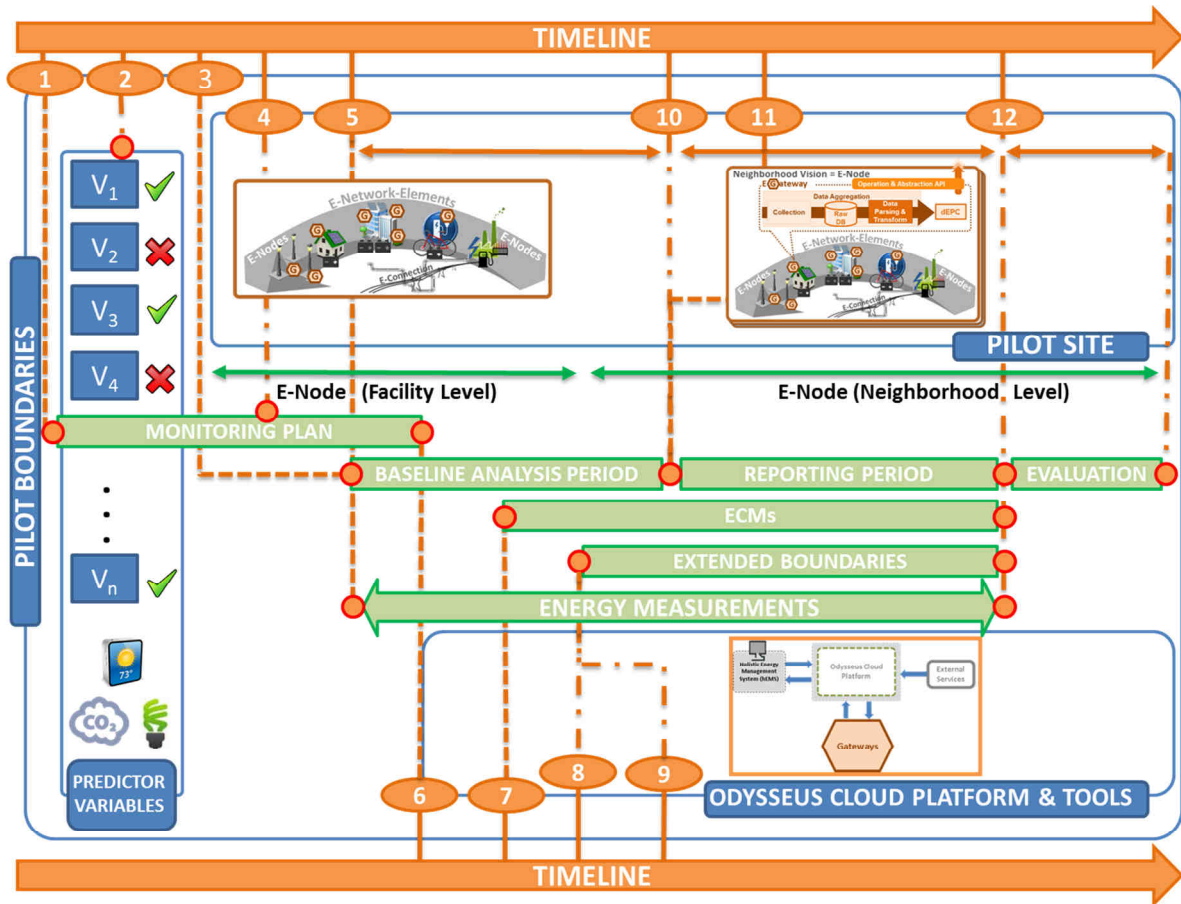 TIMELINE
1
2
3
4
5
10
11
12
V1
V2
V3
V4
Vn
PILOT BOUNDARIES
PREDICTOR
VARIABLES
73°
CO2
E-Network-Elements
E-Nodes
E-Nodes
E-Connection
G
G
G
G
G
G
G
G
Neighborhood Vision = E-Node
Operation & Abstraction API
E Gateway
G
Data Aggregation
Collection
Raw
DB
Data
Parsing &
Transform
dEPC
E-Network-Elements
E-Nodes
E-Nodes
E-Connection
G
G
G
G
G
G
G
G
PILOT SITE
E-Node (Facility Level)
E-Node (Neighborhood Level)
MONITORING PLAN
BASELINE ANALYSIS PERIOD
REPORTING PERIOD
EVALUATION
ECMs
EXTENDED BOUNDARIES
ENERGY MEASUREMENTS
Holistic Energy
Management
System (hEMS)
Odysseus Cloud
Platform
External
Services
Gateways
6
7
8
9
ODYSSEUS CLOUD PLATFORM & TOOLS
TIMELINE